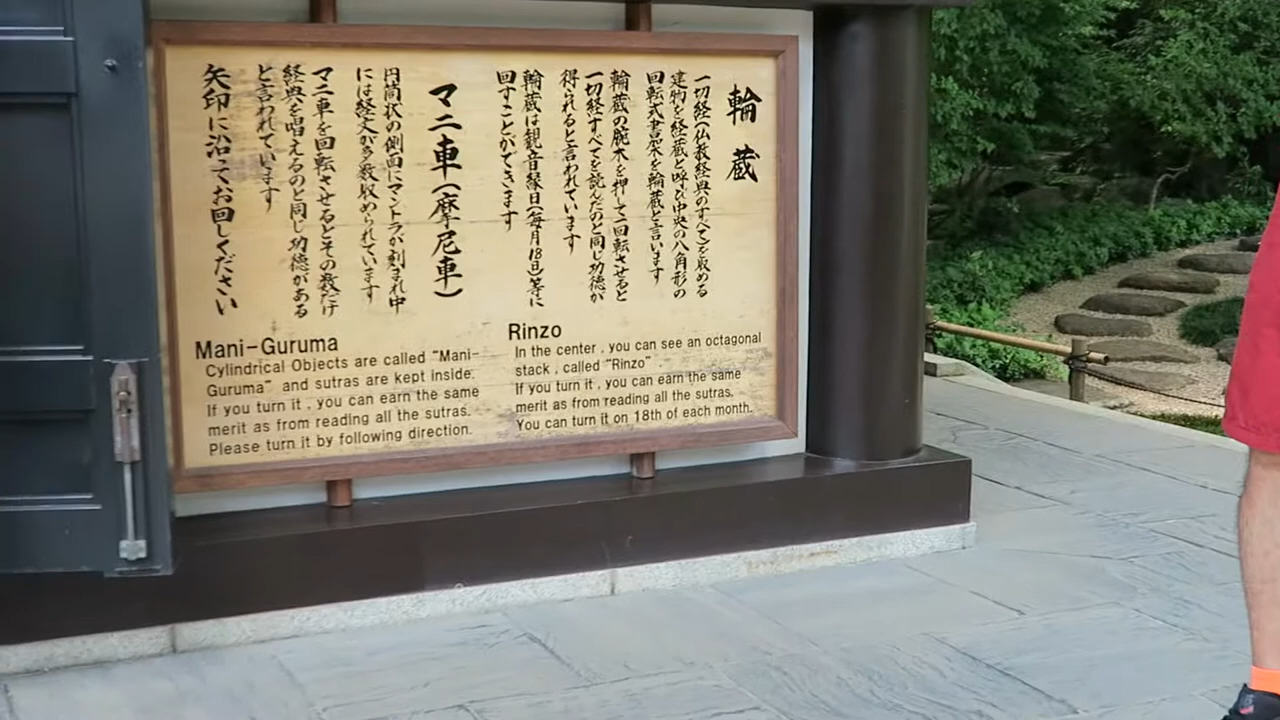 輪蔵
一切経(仏教経典のすべて)を収める
建物を経蔵と呼び中央の八角形の
回転式書架を輪蔵と言います
輪蔵の腕木を押して一回転させると
一切経すべてを読んだのと同じ功徳が
得られると言われています
輪蔵は観音縁日(毎月18日)等に
回すことができます
マニ車(摩尼車)
円筒状の側面にマントラが刻まれ中
には経文が多数収められています
マニ車を回転させるとその数だけ
経典を唱えるのと同じ功徳がある
と言われています
矢印に沿ってお回しください
Mani-Guruma
Cylindrical Objects are called "Mani-
Guruma" and sutras are kept inside.
If you turn it , you can earn the same
merit as from reading all the sutras.
Please turn it by following direction.
Rinzo
In the center , you can see an octagonal
stack , called "Rinzo" .
If you turn it , you can earn the same
merit as from reading all the sutras.
You can turn it on 18th of each month.